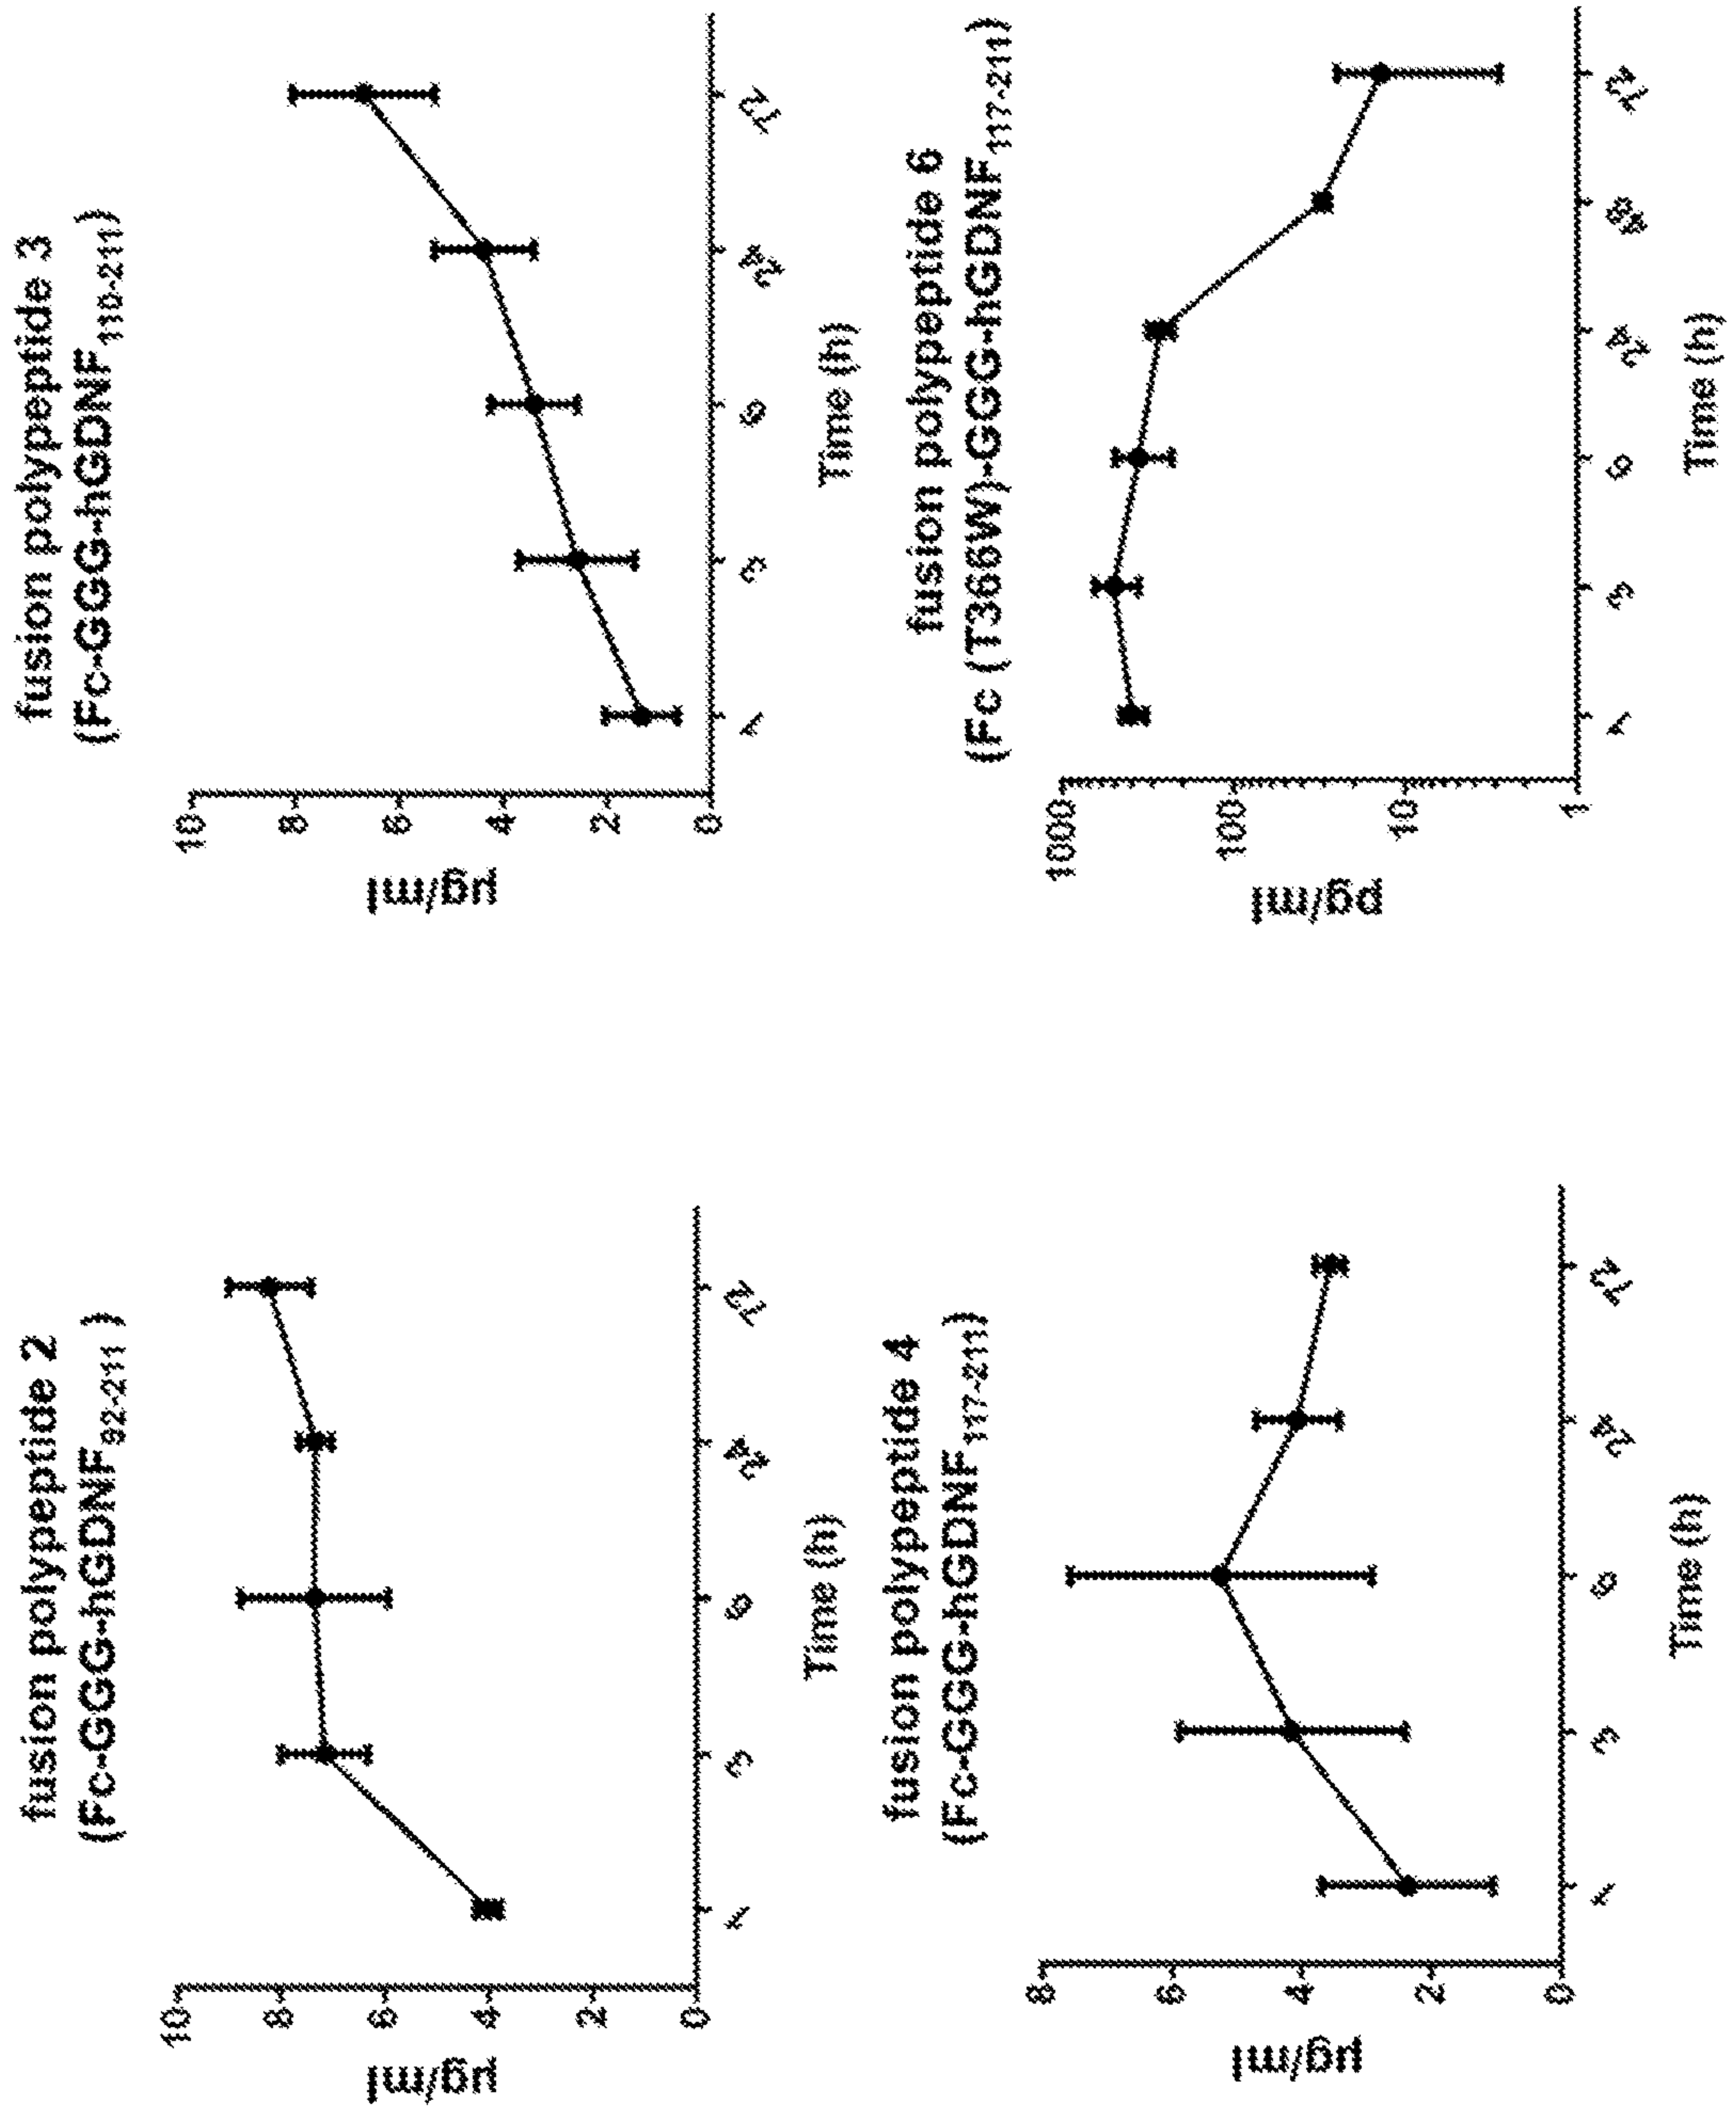 fusion polypeptide 2
(Fc-GGG-hGDNF92-211 )
µg/ml
10
8
6
4
2
0
1
3
6
24
72
Time (h)
fusion polypeptide 3
(Fc-GGG-hGDNF110-211)
µg/ml
10
8
6
4
2
0
1
3
6
24
72
Time (h)
fusion polypeptide 4
(Fc-GGG-hGDNF117-211)
µg/ml
8
6
4
2
0
1
3
6
24
72
Time (h)
fusion polypeptide 6
(Fc (T366W)-GGG-hGDNF117-211)
pg/ml
1000
100
10
1
1
3
6
24
48
72
Time (h)